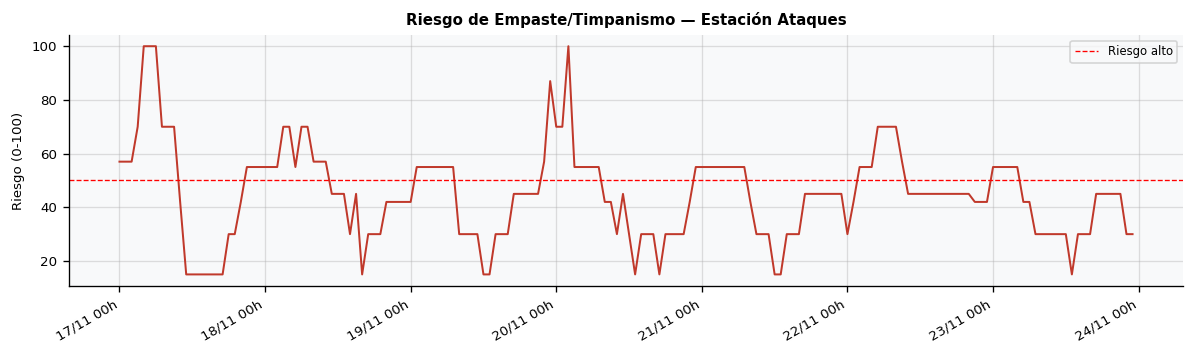 Riesgo de Empaste/Timpanismo — Estación Ataques
Riesgo alto
Riesgo (0-100)
100
80
60
40
20
17/11 00h
18/11 00h
19/11 00h
20/11 00h
21/11 00h
22/11 00h
23/11 00h
24/11 00h